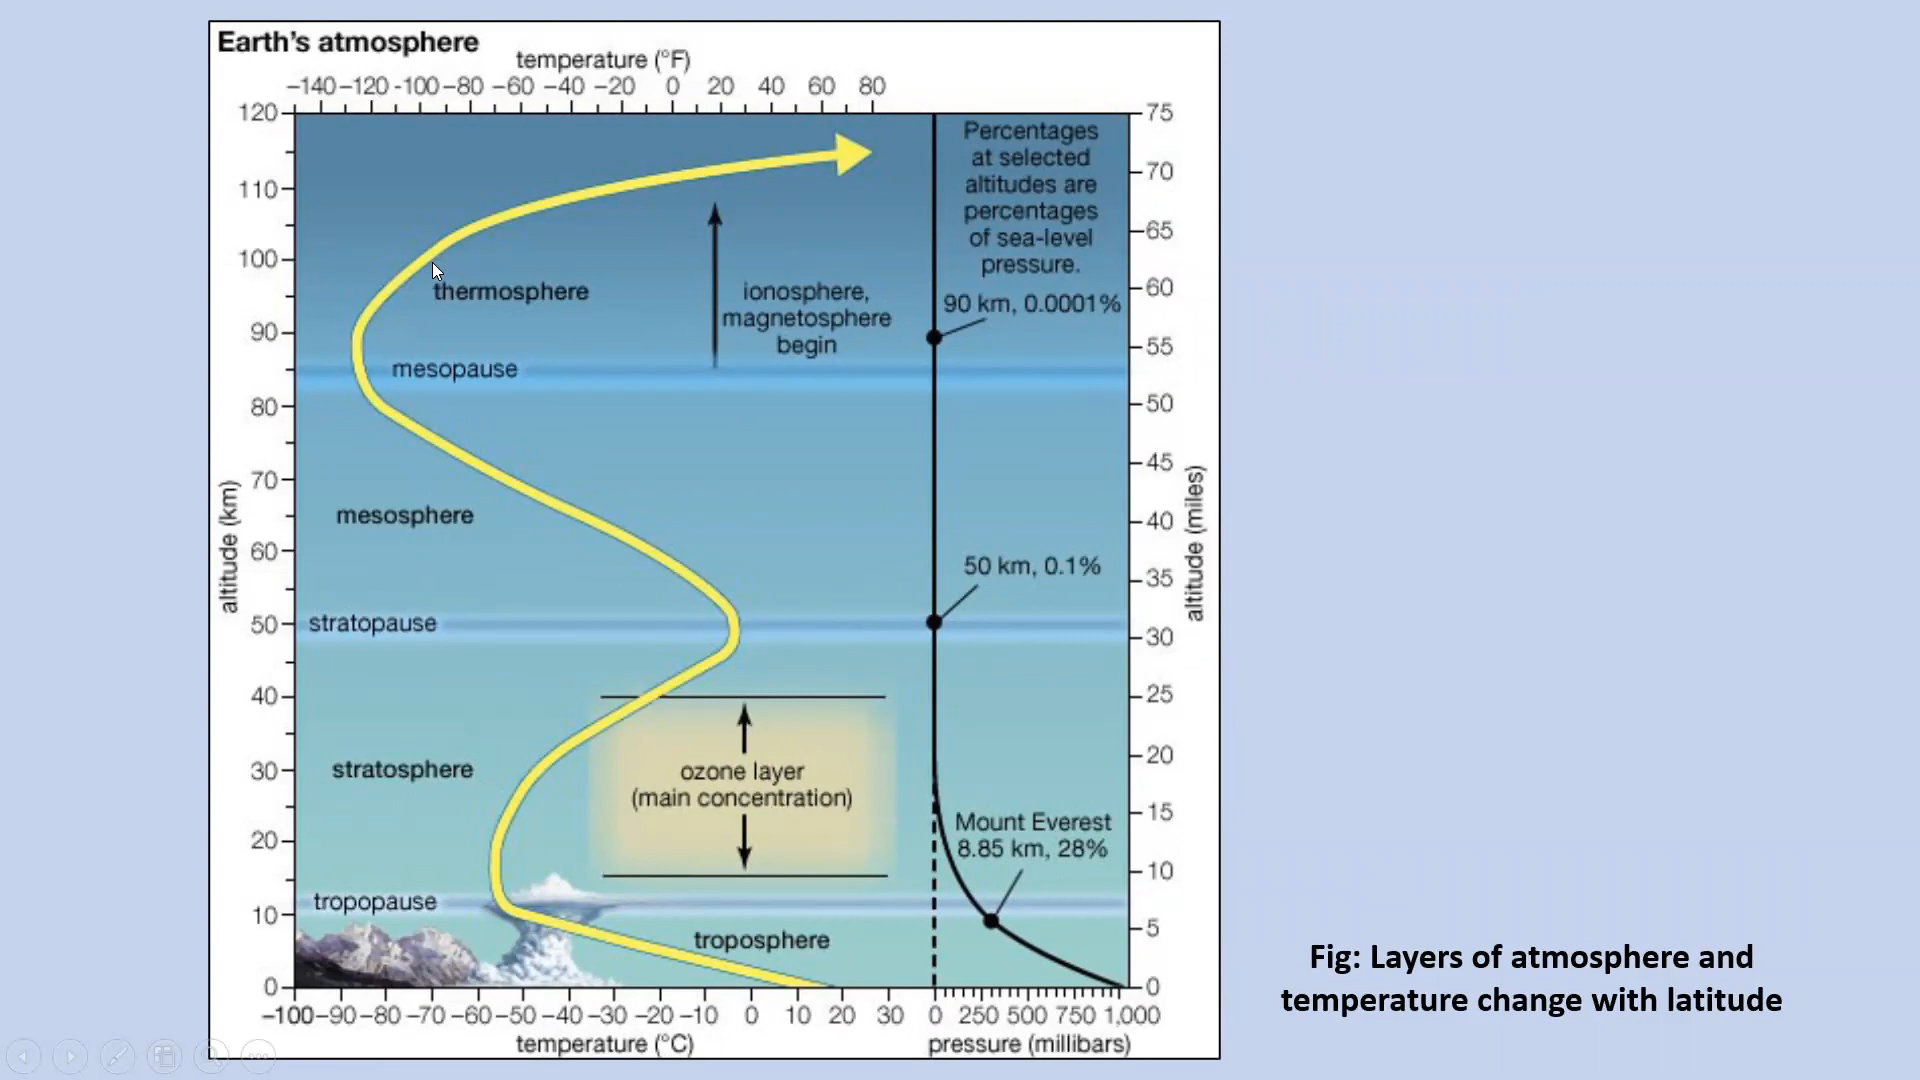 Earth's atmosphere
temperature (°F)
−140 −120 −100 −80 −60 −40 −20 0 20 40 60 80
120
110
100
90
80
70
60
50
40
30
20
10
0
altitude (km)
thermosphere
mesopause
mesosphere
stratopause
stratosphere
tropopause
troposphere
ionosphere,
magnetosphere
begin
ozone layer
(main concentration)
Percentages
at selected
altitudes are
percentages
of sea-level
pressure.
90 km, 0.0001%
50 km, 0.1%
Mount Everest
8.85 km, 28%
75
70
65
60
55
50
45
40
35
30
25
20
15
10
5
0
altitude (miles)
−100 −90 −80 −70 −60 −50 −40 −30 −20 −10 0 10 20 30
temperature (°C)
0 250 500 750 1,000
pressure (millibars)
Fig: Layers of atmosphere and
temperature change with latitude